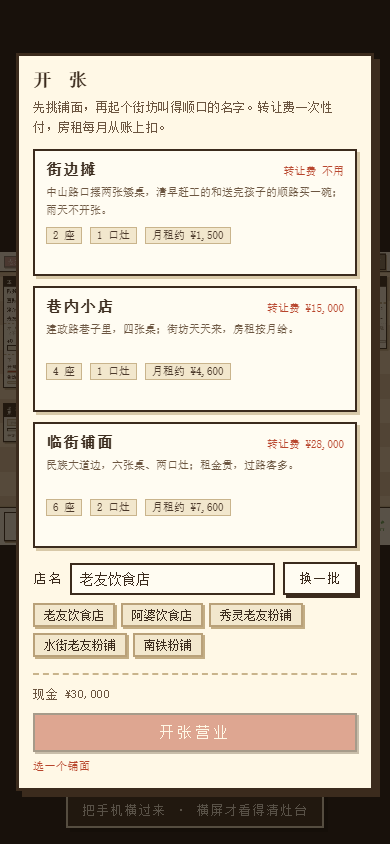 开 张
先挑铺面，再起个街坊叫得顺口的名字。转让费一次性
付，房租每月从账上扣。
街边摊 转让费 不用
中山路口摆两张矮桌，清早赶工的和送完孩子的顺路买一碗；
雨天不开张。
2 座 1 口灶 月租约 ¥1,500
巷内小店 转让费 ¥15,000
建政路巷子里，四张桌；街坊天天来，房租按月给。
4 座 1 口灶 月租约 ¥4,600
临街铺面 转让费 ¥28,000
民族大道边，六张桌、两口灶；租金贵，过路客多。
6 座 2 口灶 月租约 ¥7,600
店名 老友饮食店 换一批
老友饮食店 阿婆饮食店 秀灵老友粉铺
水街老友粉铺 南铁粉铺
现金 ¥30,000
开张营业
选一个铺面
把手机横过来 · 横屏才看得清灶台